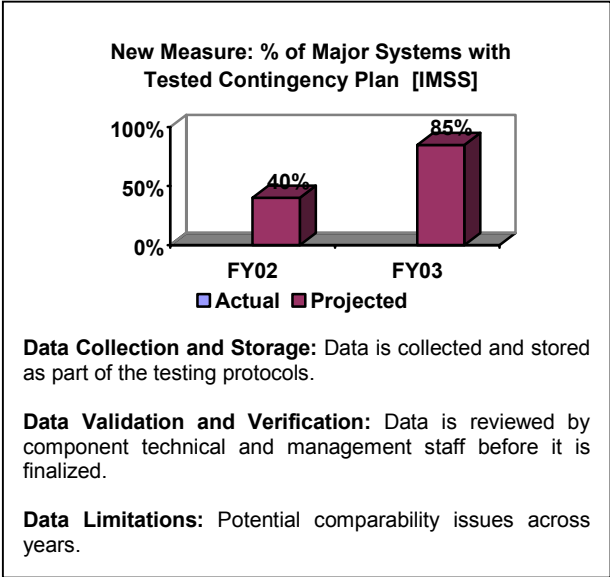 New Measure: % of Major Systems with
Tested Contingency Plan [IMSS]
100%
85%
50%
40%
0%
FY02 FY03
Actual Projected
Data Collection and Storage: Data is collected and stored
as part of the testing protocols.
Data Validation and Verification: Data is reviewed by
component technical and management staff before it is
finalized.
Data Limitations: Potential comparability issues across
years.